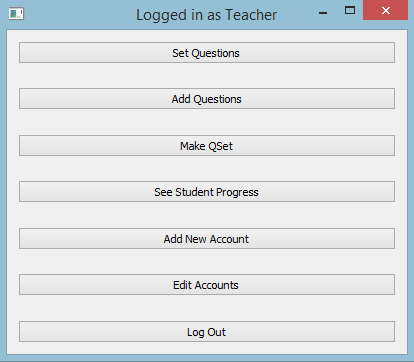 Logged in as Teacher
Set Questions
Add Questions
Make QSet
See Student Progress
Add New Account
Edit Accounts
Log Out